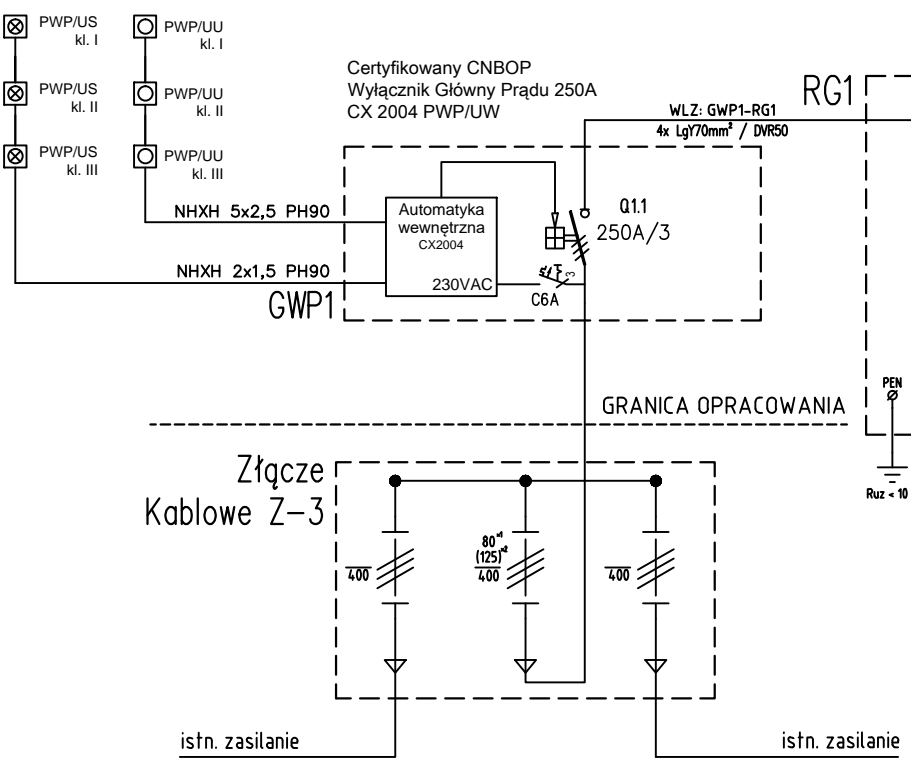 PWP/US
kl. I
PWP/UU
kl. I
PWP/US
kl. II
PWP/UU
kl. II
PWP/US
kl. III
PWP/UU
kl. III
Certyfikowany CNBOP
Wyłącznik Główny Prądu 250A
CX 2004 PWP/UW
RG1
WLZ: GWP1-RG1
4x LgY70mm² / DVR50
NHXH 5x2,5 PH90
NHXH 2x1,5 PH90
GWP1
Automatyka
wewnętrzna
CX2004
230VAC
Q1.1
250A/3
3
C6A
PEN
Ruz < 10
GRANICA OPRACOWANIA
Złącze
Kablowe Z-3
400
80*¹
(125)*²
400
400
istn. zasilanie
istn. zasilanie